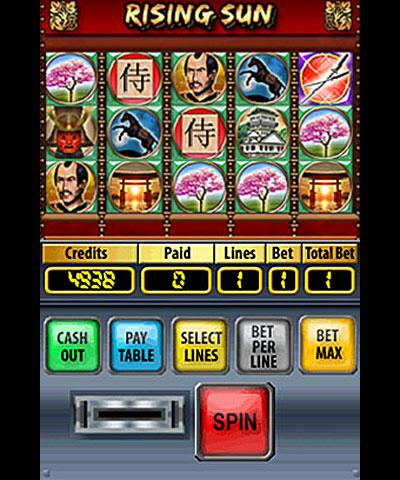 RISING SUN
侍
侍
Credits Paid Lines Bet Total Bet
4938 0 1 1 1
CASH OUT
PAY TABLE
SELECT LINES
BET PER LINE
BET MAX
SPIN